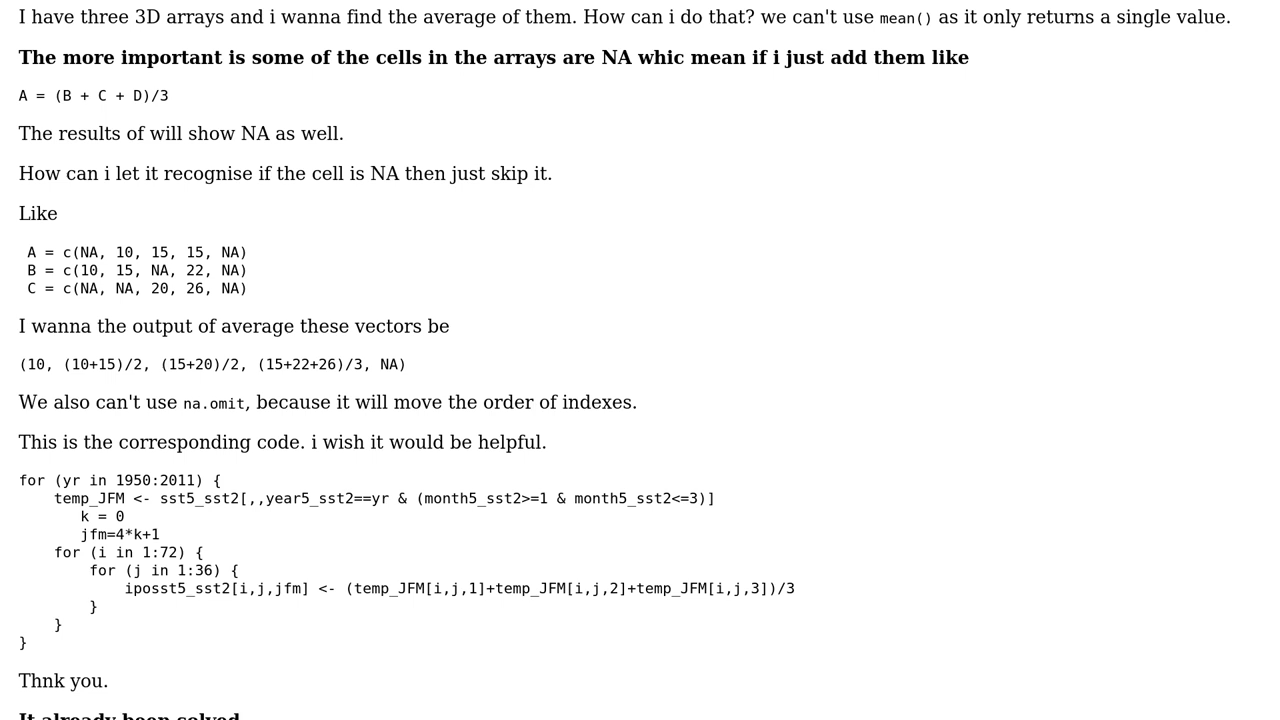 I have three 3D arrays and i wanna find the average of them. How can i do that? we can't use mean() as it only returns a single value.
The more important is some of the cells in the arrays are NA whic mean if i just add them like
A = (B + C + D)/3
The results of will show NA as well.
How can i let it recognise if the cell is NA then just skip it.
Like
A = c(NA, 10, 15, 15, NA)
B = c(10, 15, NA, 22, NA)
C = c(NA, NA, 20, 26, NA)
I wanna the output of average these vectors be
(10, (10+15)/2, (15+20)/2, (15+22+26)/3, NA)
We also can't use na.omit, because it will move the order of indexes.
This is the corresponding code. i wish it would be helpful.
for (yr in 1950:2011) {
    temp_JFM <- sst5_sst2[,,year5_sst2==yr & (month5_sst2>=1 & month5_sst2<=3)]
       k = 0
       jfm=4*k+1
    for (i in 1:72) {
        for (j in 1:36) {
            iposst5_sst2[i,j,jfm] <- (temp_JFM[i,j,1]+temp_JFM[i,j,2]+temp_JFM[i,j,3])/3
        }
    }
}
Thnk you.
It already been solved